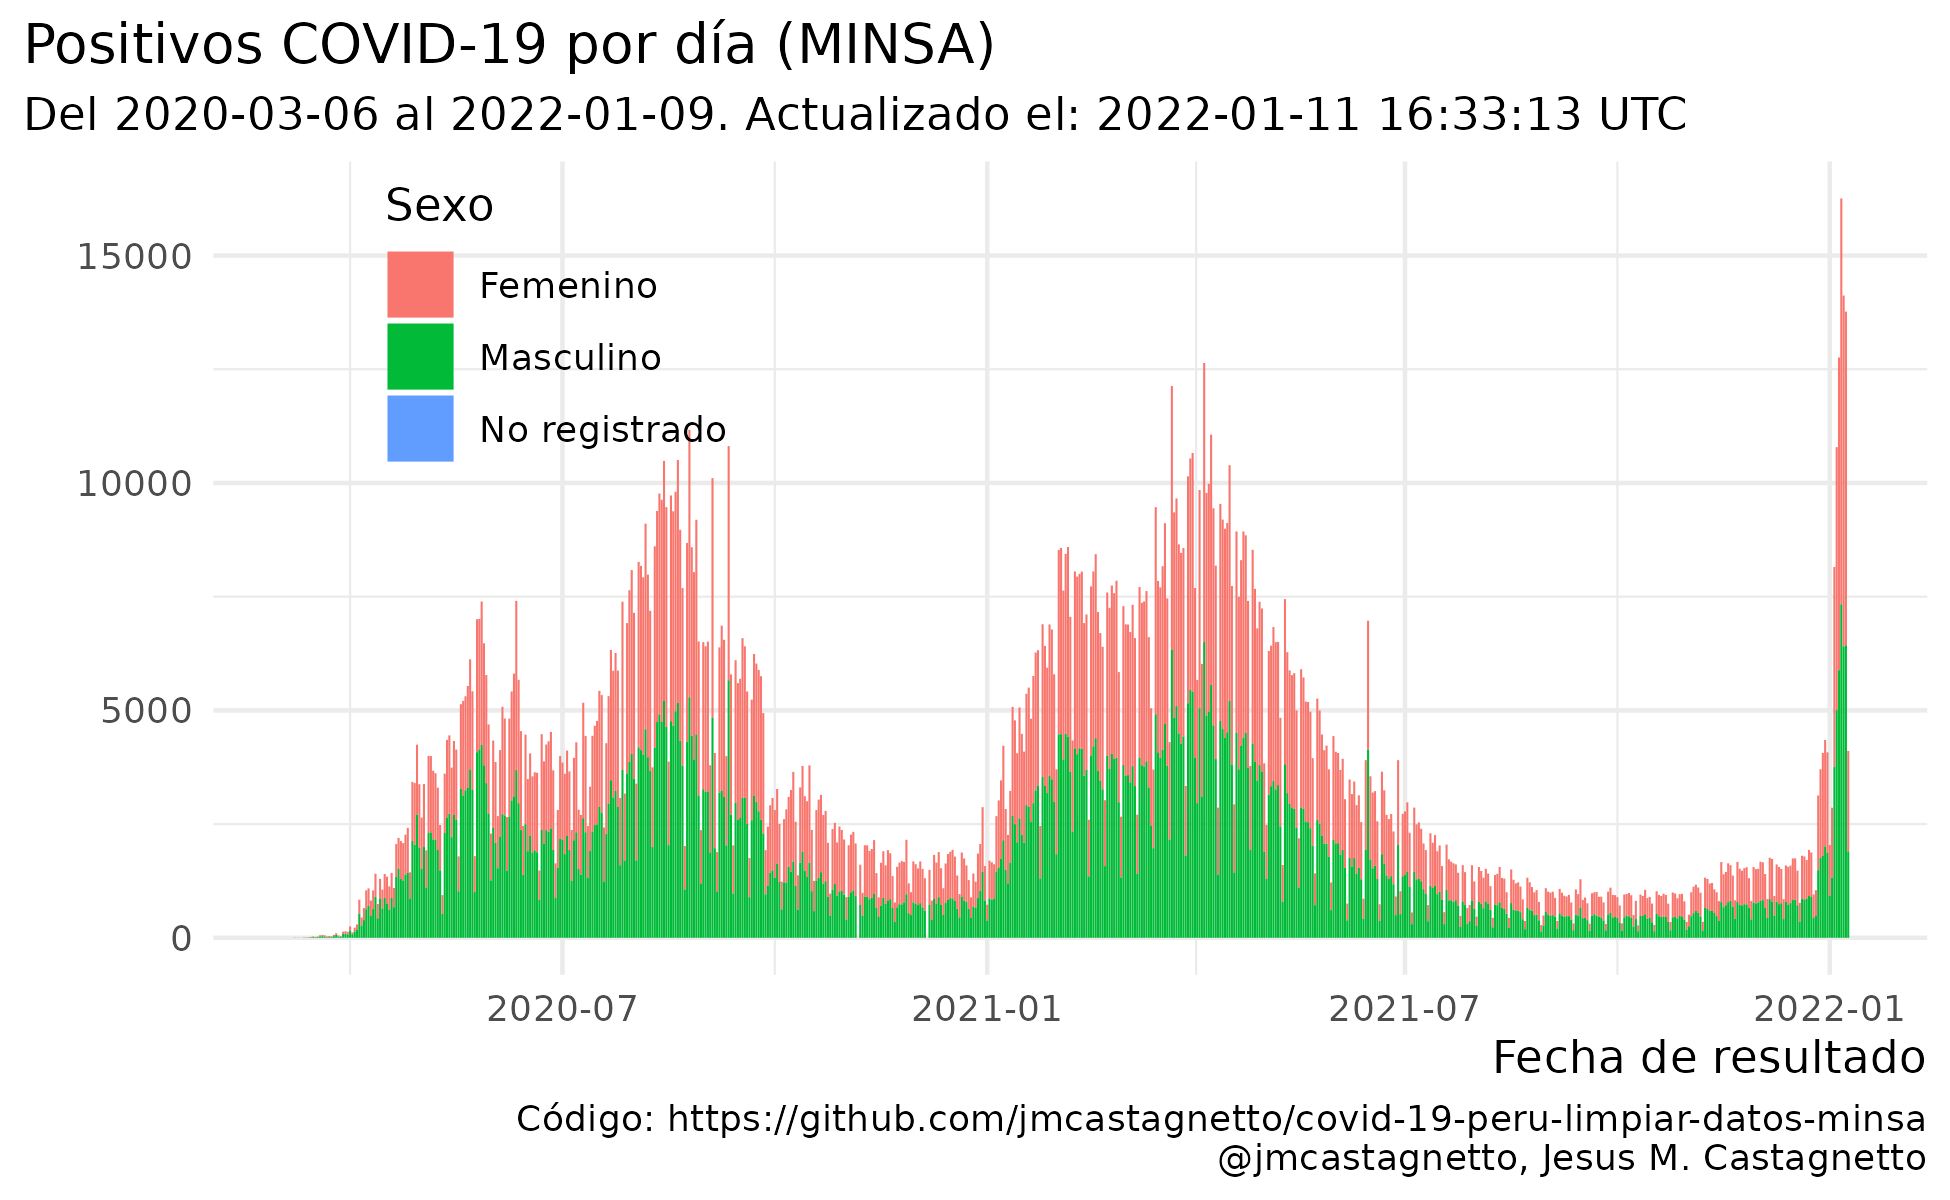 Positivos COVID-19 por día (MINSA)
Del 2020-03-06 al 2022-01-09. Actualizado el: 2022-01-11 16:33:13 UTC
Sexo
Femenino
Masculino
No registrado
15000
10000
5000
0
2020-07
2021-01
2021-07
2022-01
Fecha de resultado
Código: https://github.com/jmcastagnetto/covid-19-peru-limpiar-datos-minsa
@jmcastagnetto, Jesus M. Castagnetto